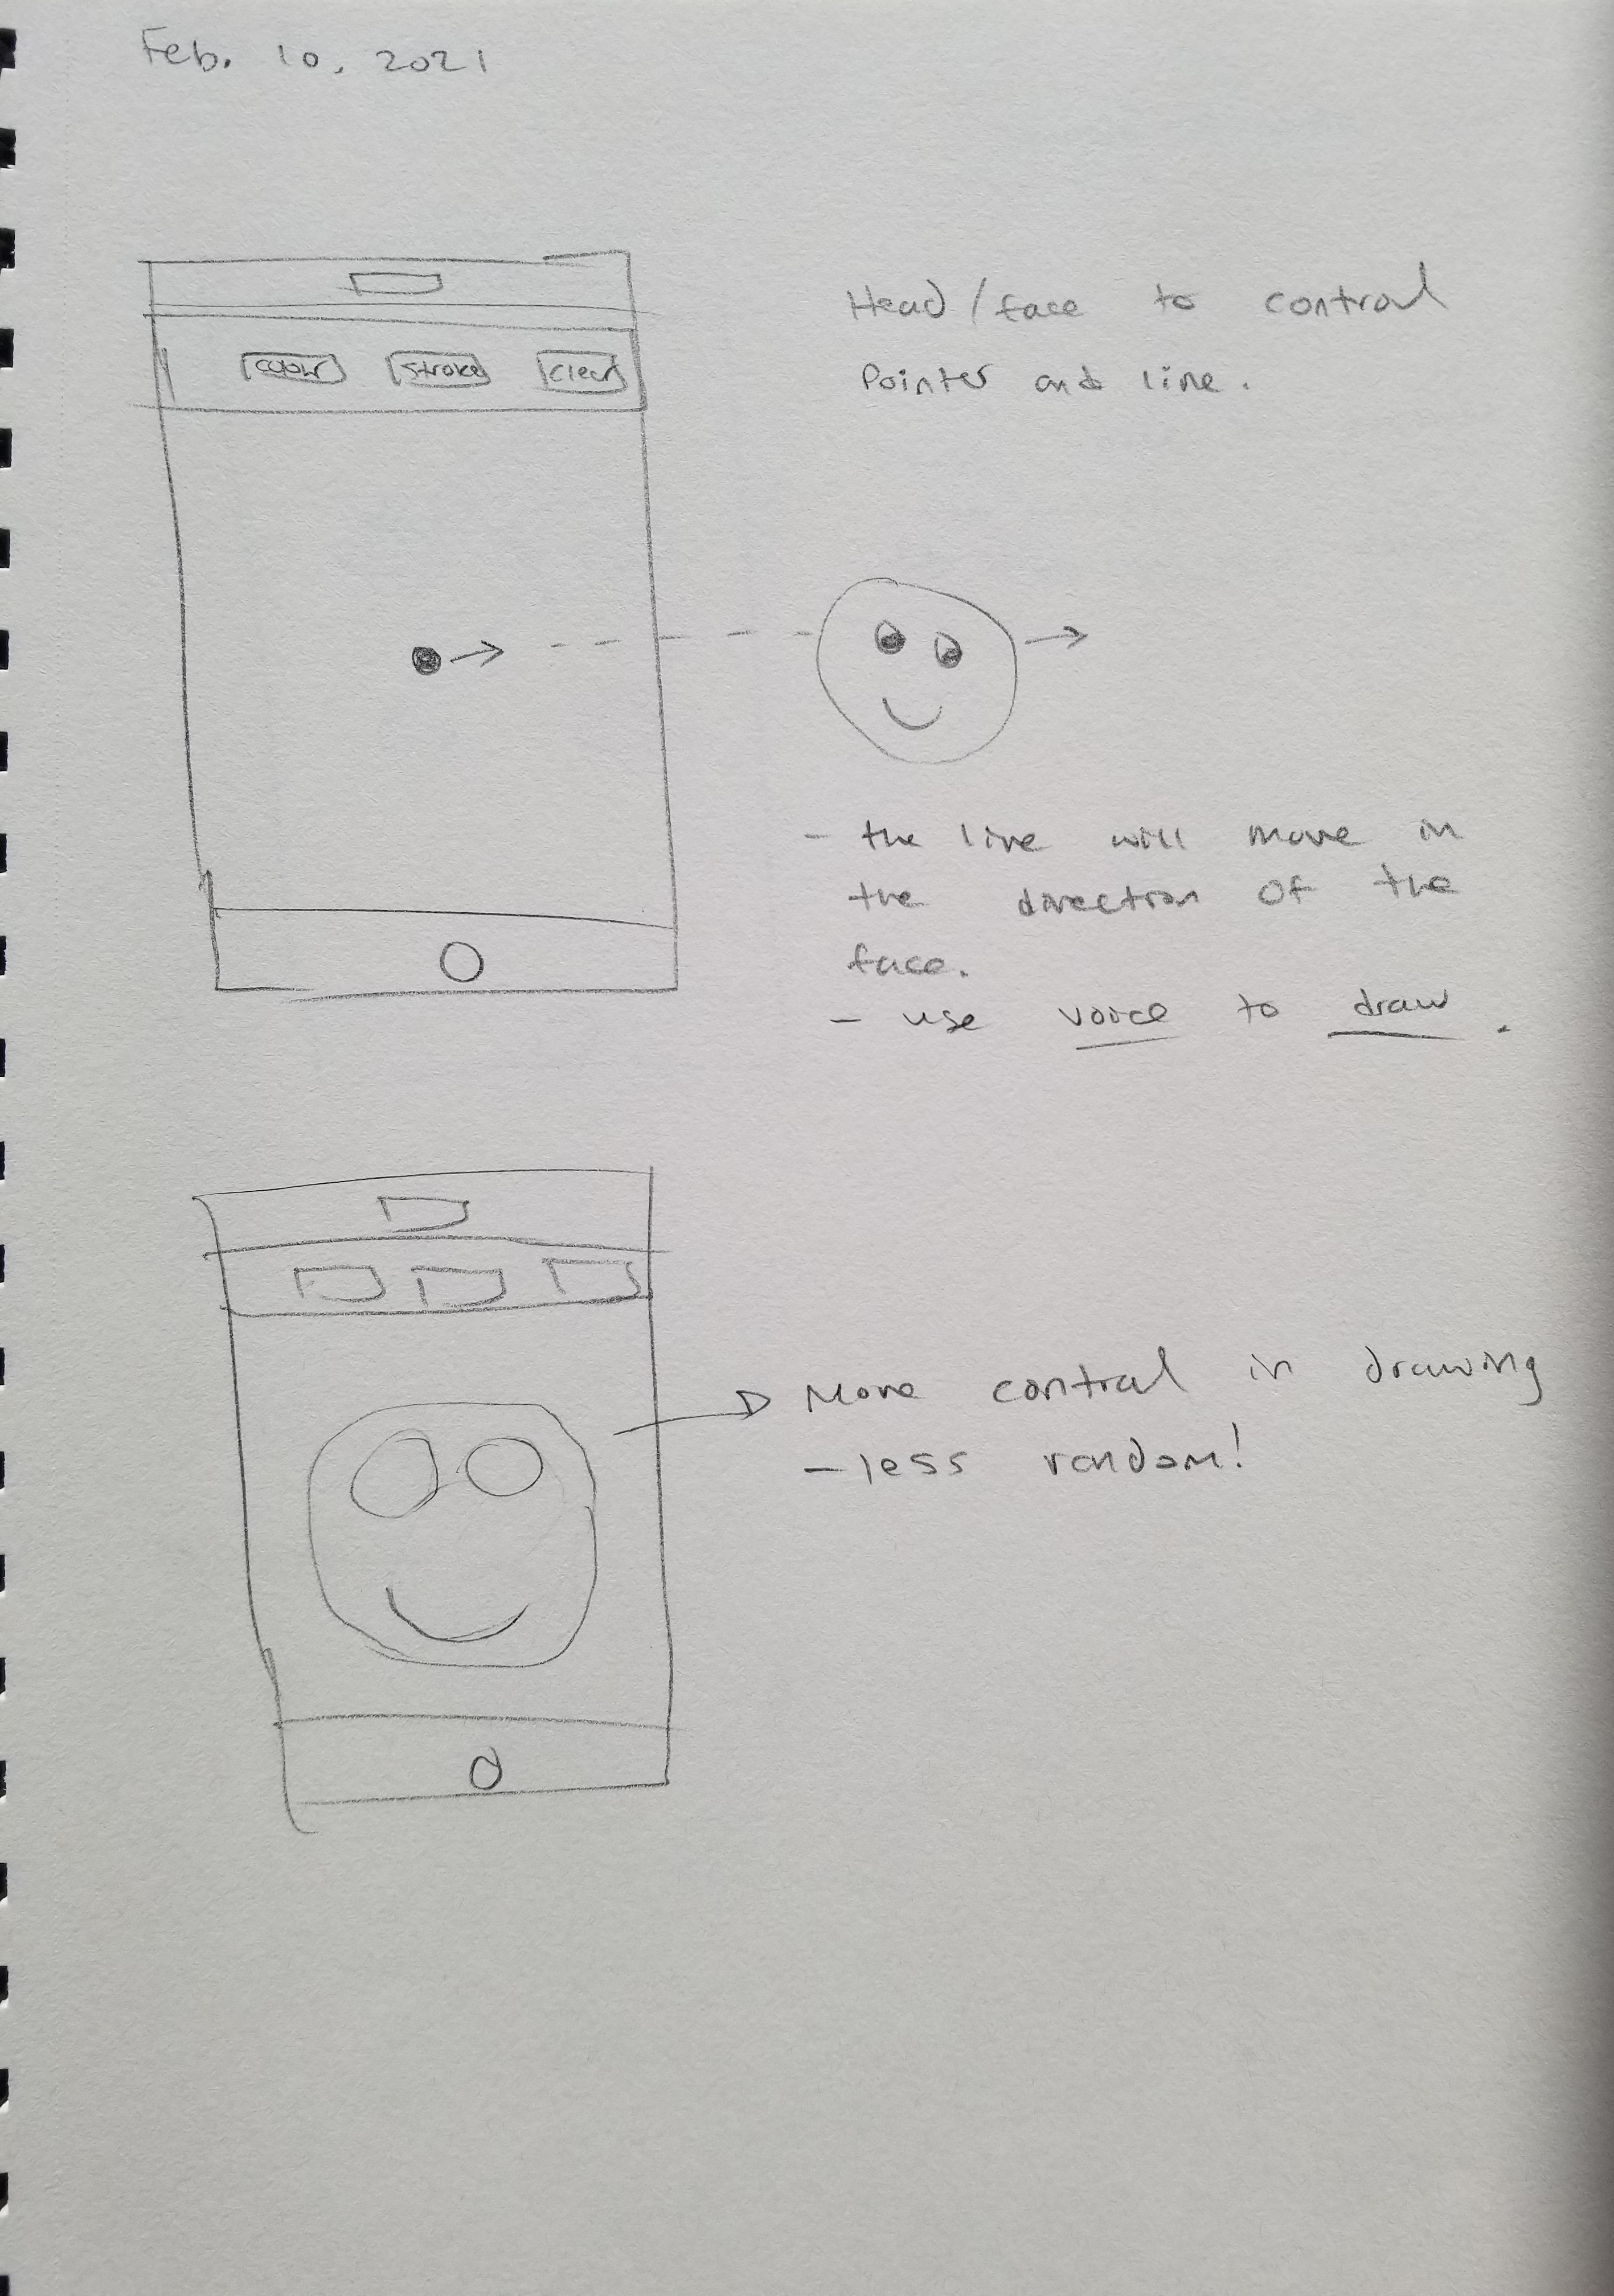 Feb. 10, 2021
Head/face to control
Pointer and line.
colour stroke clear
- the line will move in
the direction of the
face.
- use voice to draw.
More control in drawing
- less random!